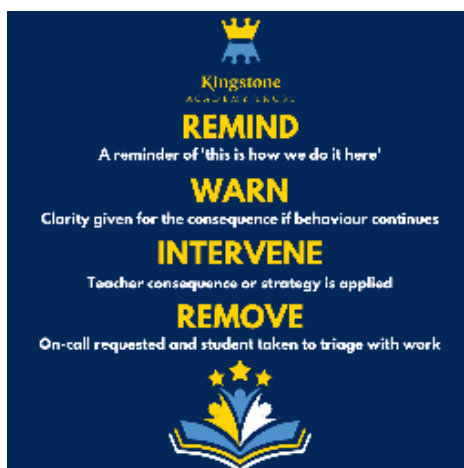 Kingstone
ACADEMY TRUST
REMIND
A reminder of 'this is how we do it here'
WARN
Clarity given for the consequence if behaviour continues
INTERVENE
Teacher consequence or strategy is applied
REMOVE
On-call requested and student taken to triage with work